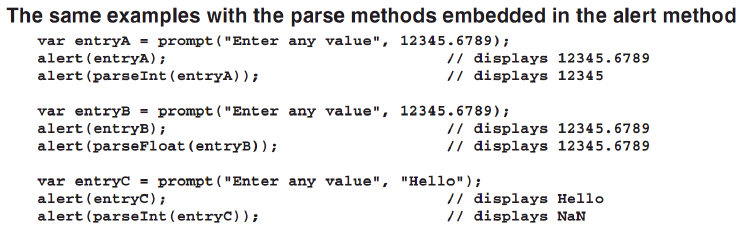 The same examples with the parse methods embedded in the alert method
var entryA = prompt("Enter any value", 12345.6789);
alert(entryA); // displays 12345.6789
alert(parseInt(entryA)); // displays 12345
var entryB = prompt("Enter any value", 12345.6789);
alert(entryB); // displays 12345.6789
alert(parseFloat(entryB)); // displays 12345.6789
var entryC = prompt("Enter any value", "Hello");
alert(entryC); // displays Hello
alert(parseInt(entryC)); // displays NaN